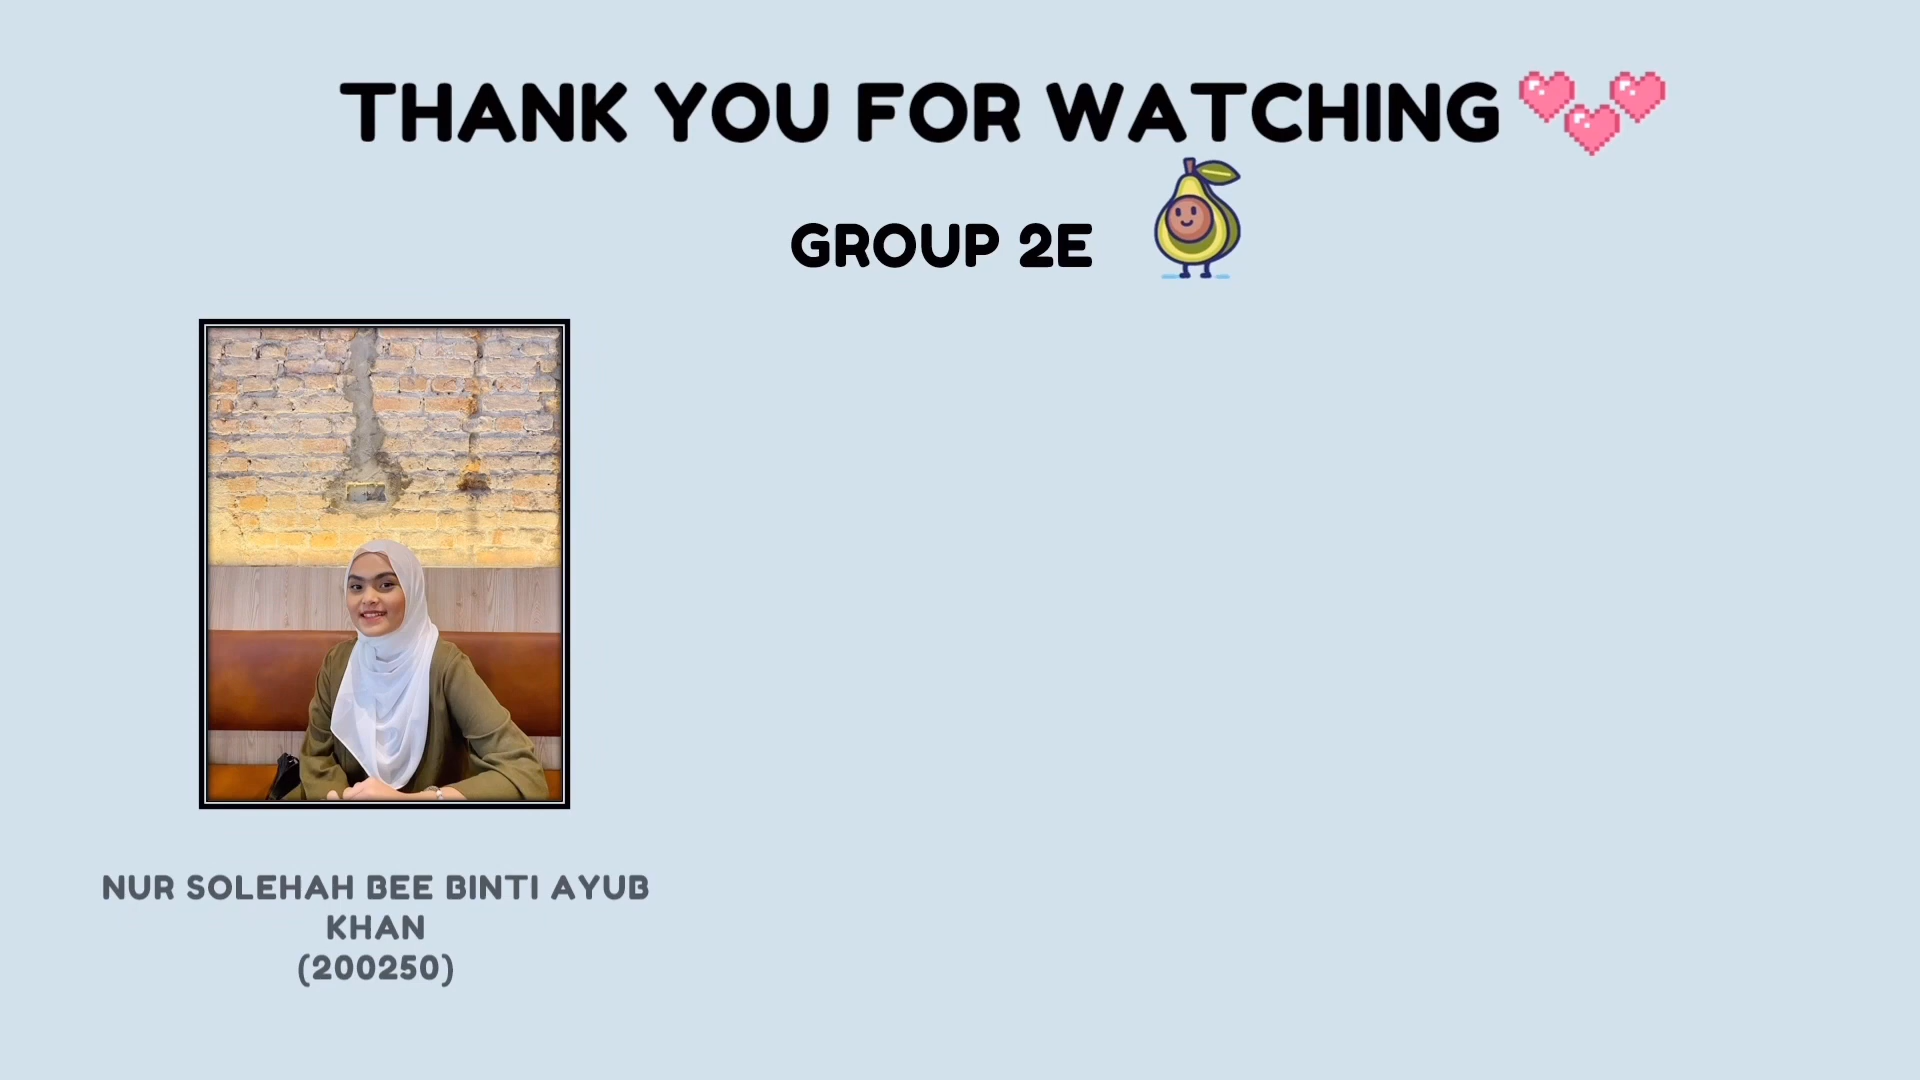 THANK YOU FOR WATCHING
GROUP 2E
NUR SOLEHAH BEE BINTI AYUB
KHAN
(200250)